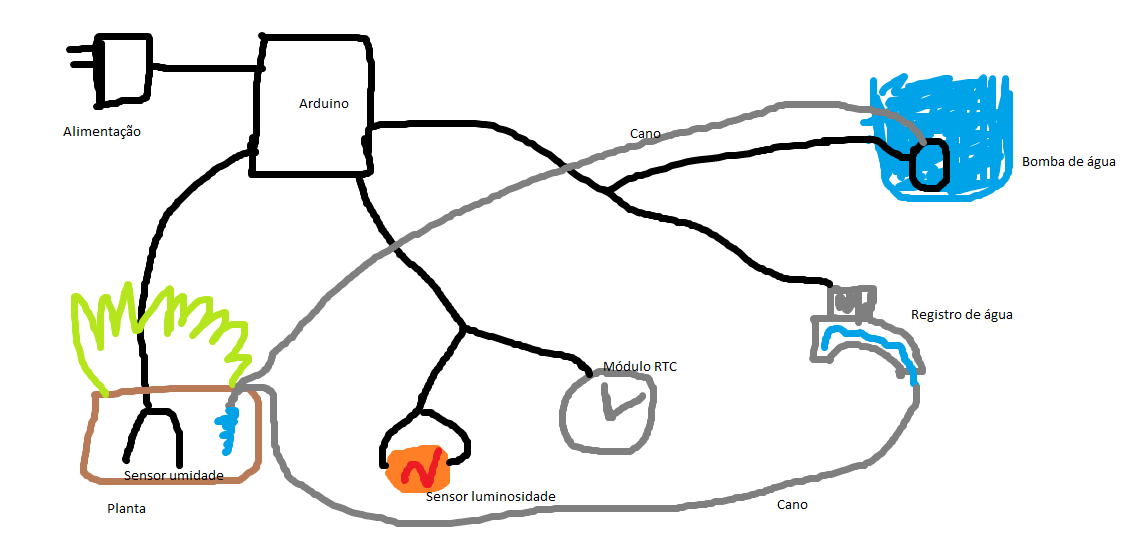 Arduino
Alimentação
Cano
Bomba de água
Registro de água
Módulo RTC
Sensor umidade
Sensor luminosidade
Planta
Cano